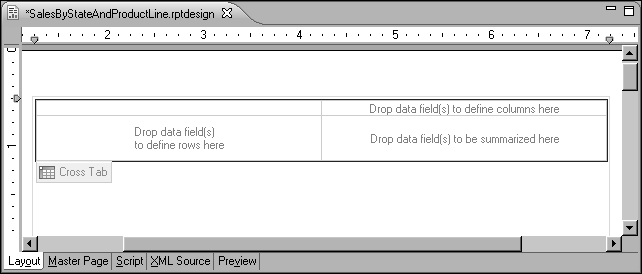 *SalesByStateAndProductLine.rptdesign
2 3 4 5 6 7
0
1
Drop data field(s) to define columns here
Drop data field(s)
to define rows here
Drop data field(s) to be summarized here
Cross Tab
Layout Master Page Script XML Source Preview